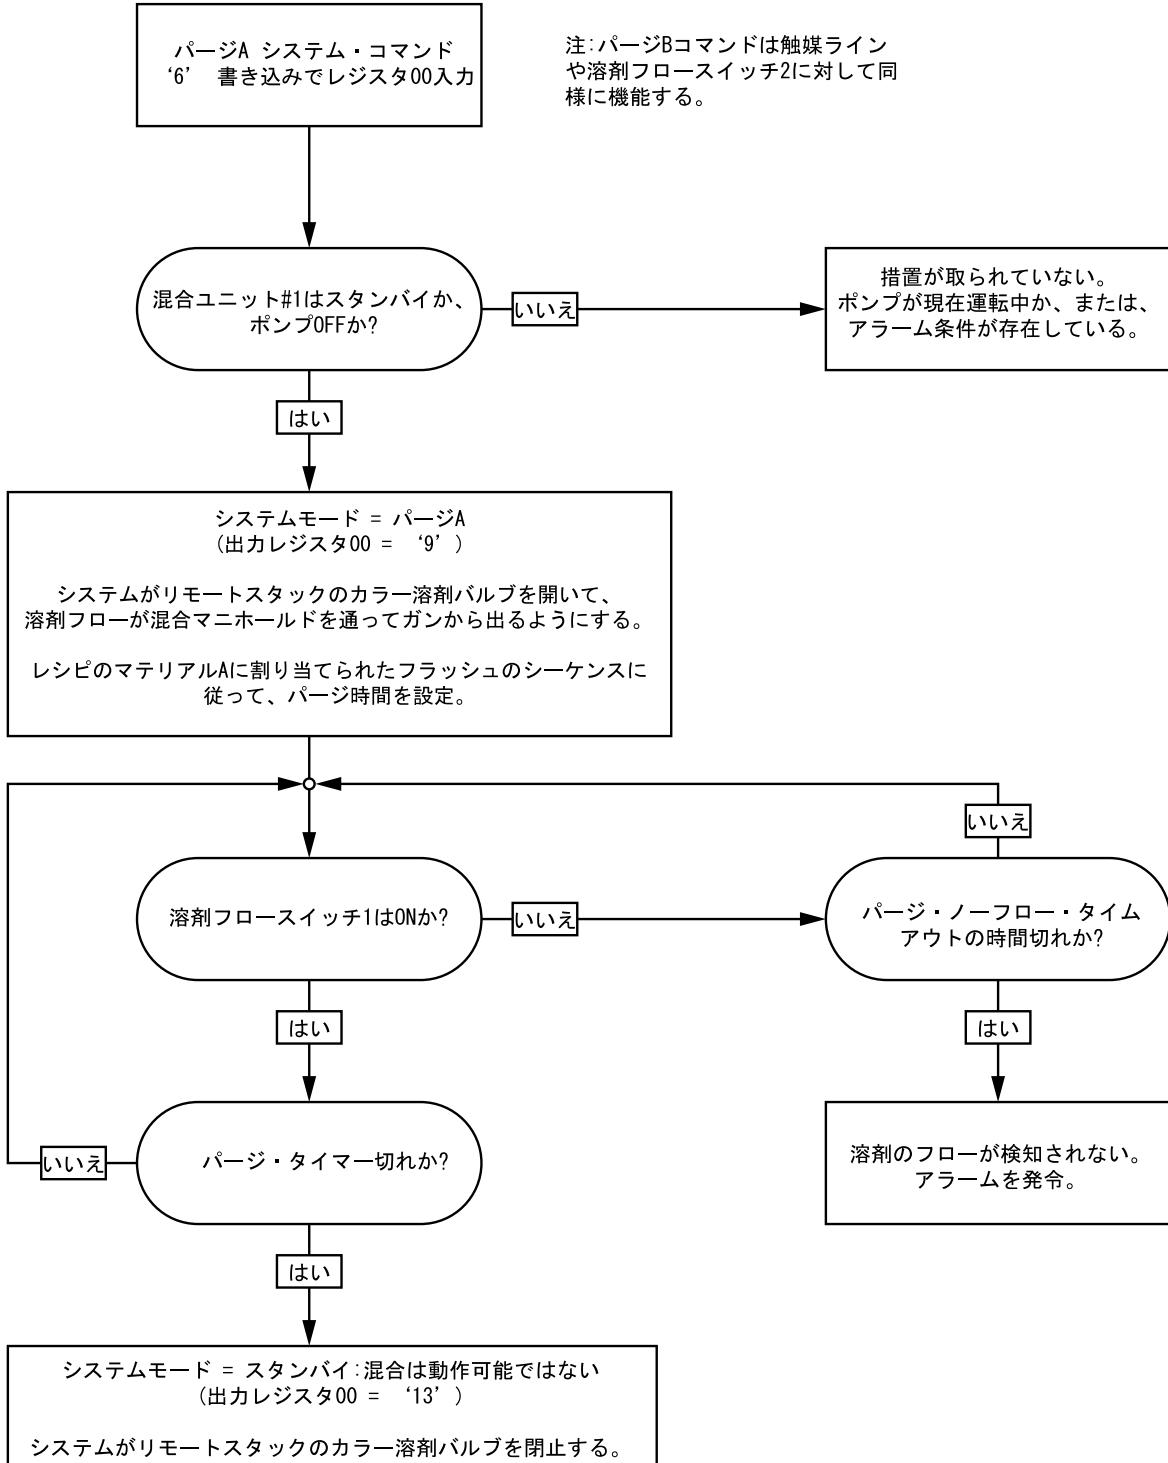 パージA システム・コマンド
‘6’ 書き込みでレジスタ00入力
注:パージBコマンドは触媒ライン
や溶剤フロースイッチ2に対して同
様に機能する。
混合ユニット#1はスタンバイか、
ポンプOFFか?
いいえ
措置が取られていない。
ポンプが現在運転中か、または、
アラーム条件が存在している。
はい
システムモード = パージA
(出力レジスタ00 = ‘9’)
システムがリモートスタックのカラー溶剤バルブを開いて、
溶剤フローが混合マニホールドを通ってガンから出るようにする。
レシピのマテリアルAに割り当てられたフラッシュのシーケンスに
従って、パージ時間を設定。
いいえ
溶剤フロースイッチ1はONか?
いいえ
パージ・ノーフロー・タイム
アウトの時間切れか?
はい
はい
いいえ
パージ・タイマー切れか?
溶剤のフローが検知されない。
アラームを発令。
はい
システムモード = スタンバイ:混合は動作可能ではない
(出力レジスタ00 = ‘13’)
システムがリモートスタックのカラー溶剤バルブを閉止する。